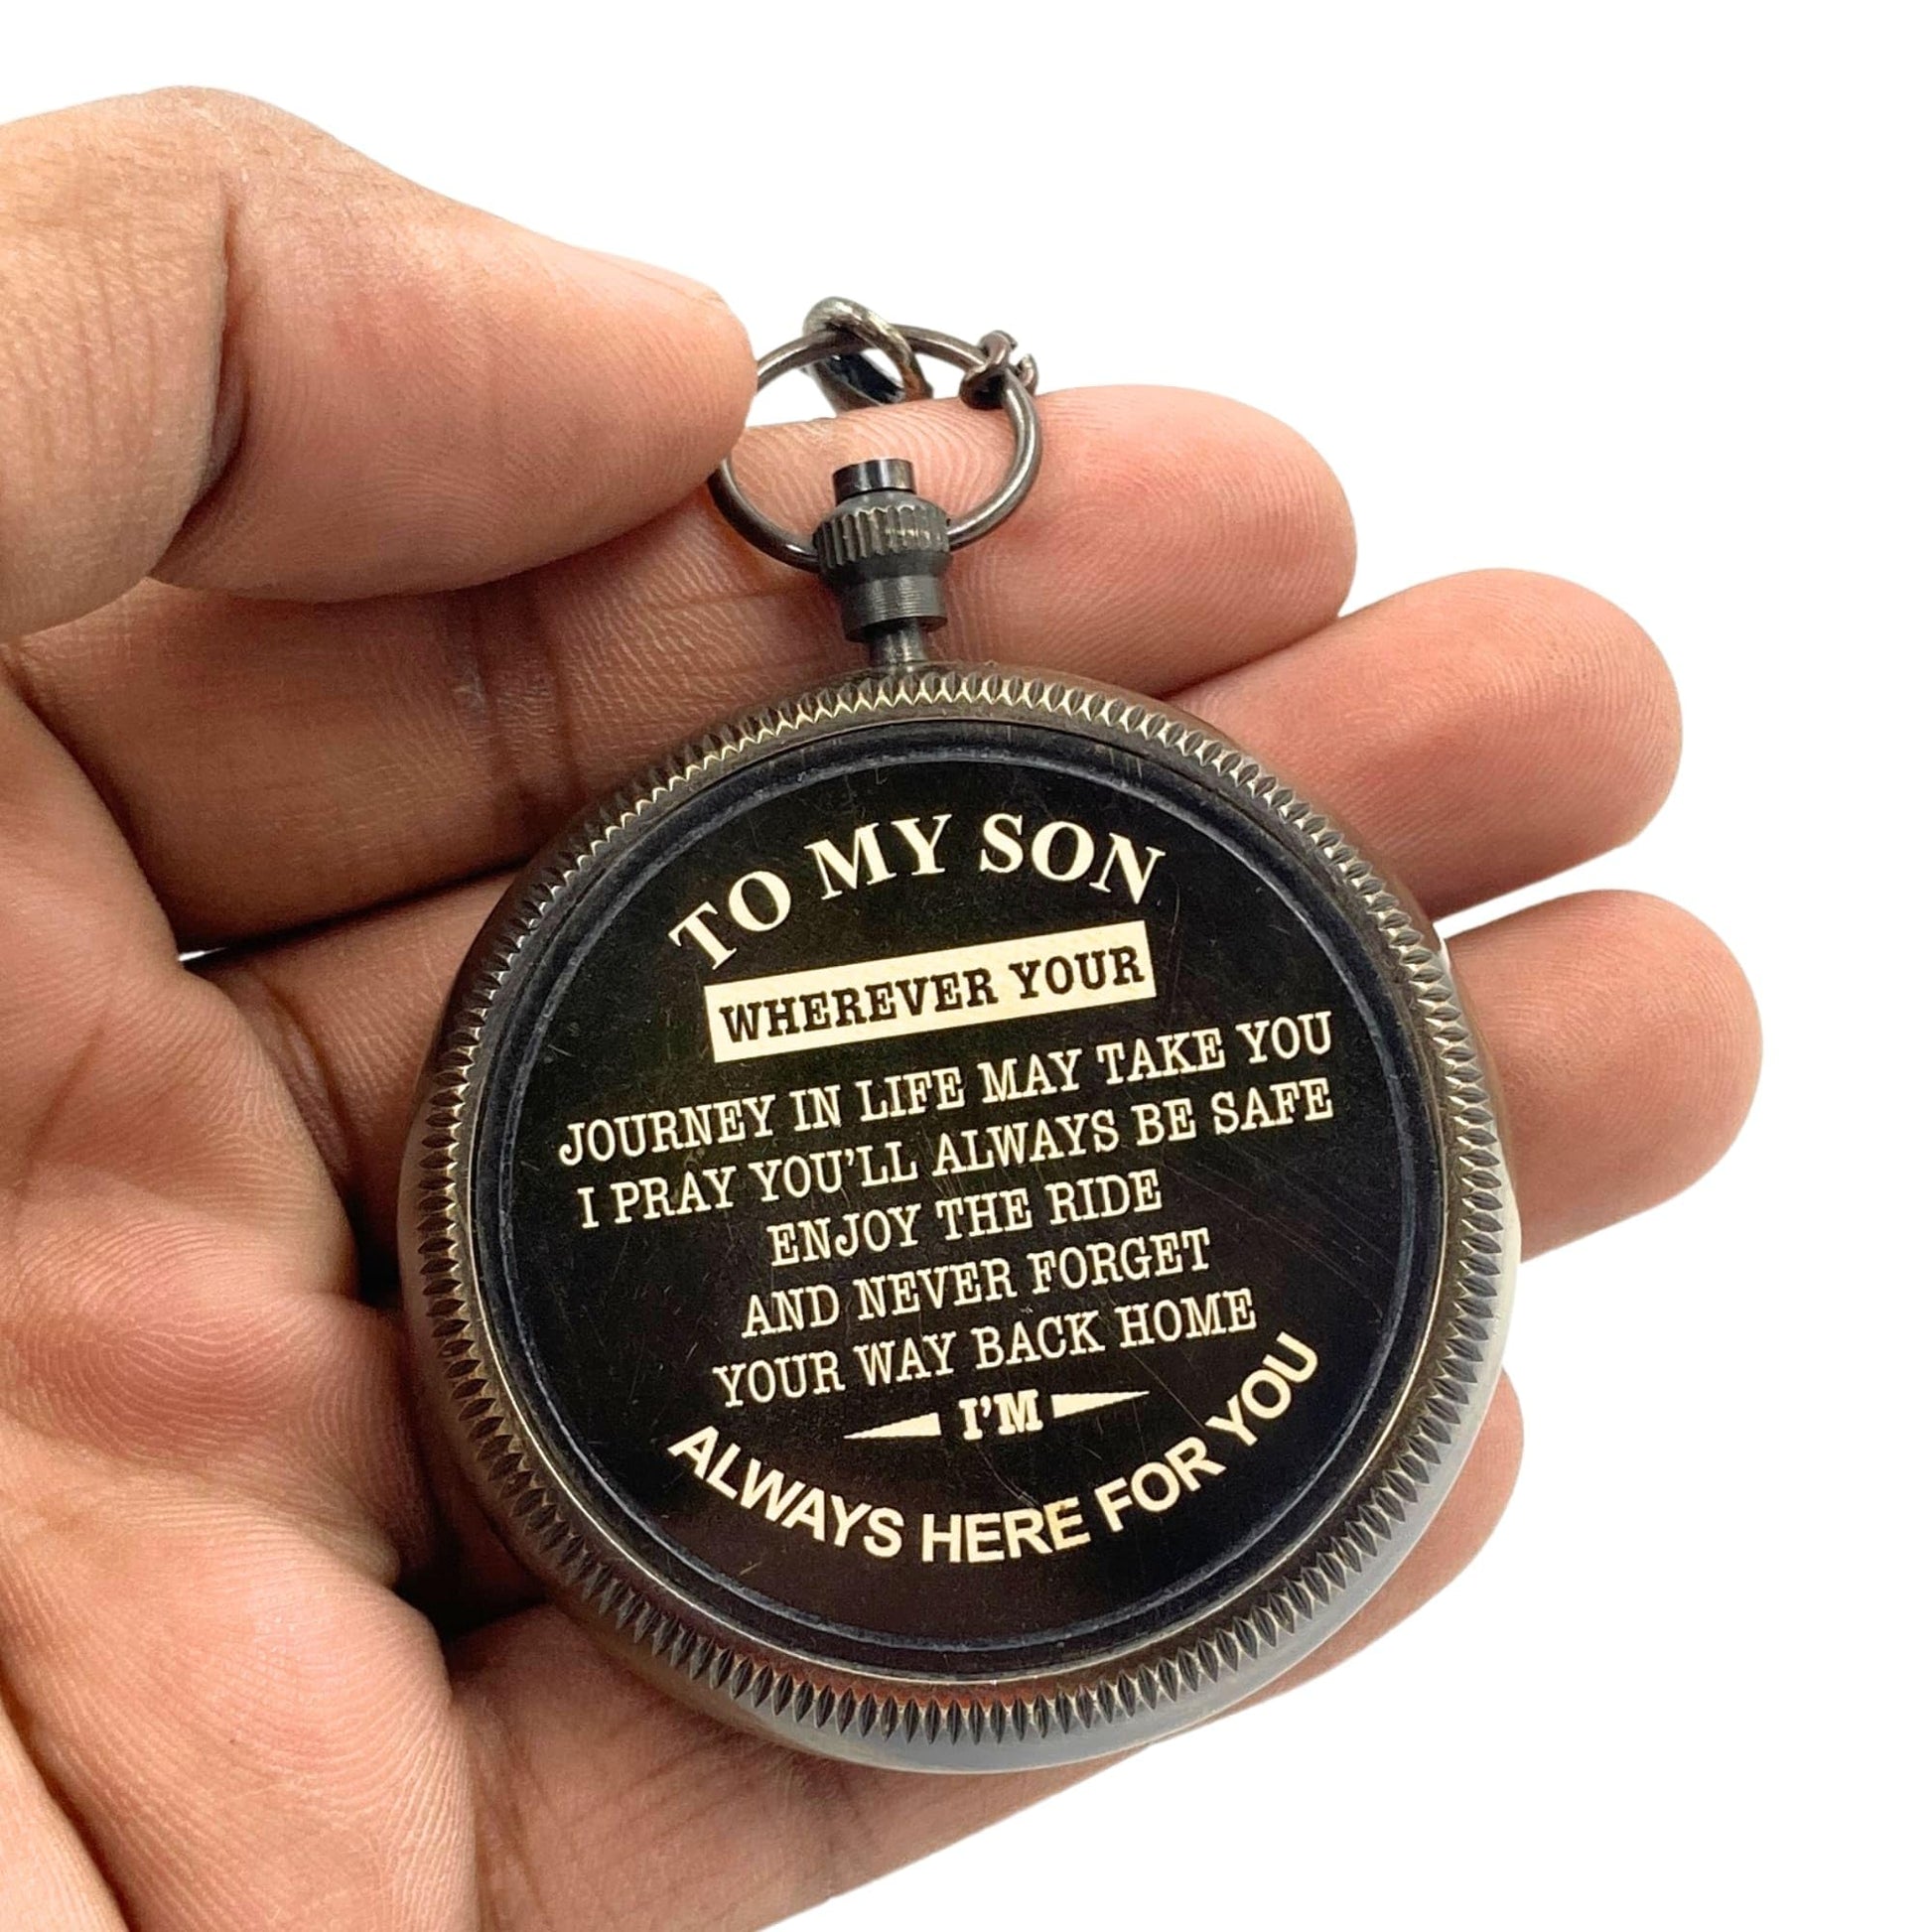 TO MY SON
WHEREVER YOUR
JOURNEY IN LIFE MAY TAKE YOU
I PRAY YOU'LL ALWAYS BE SAFE
ENJOY THE RIDE
AND NEVER FORGET
YOUR WAY BACK HOME
I'M
ALWAYS HERE FOR YOU